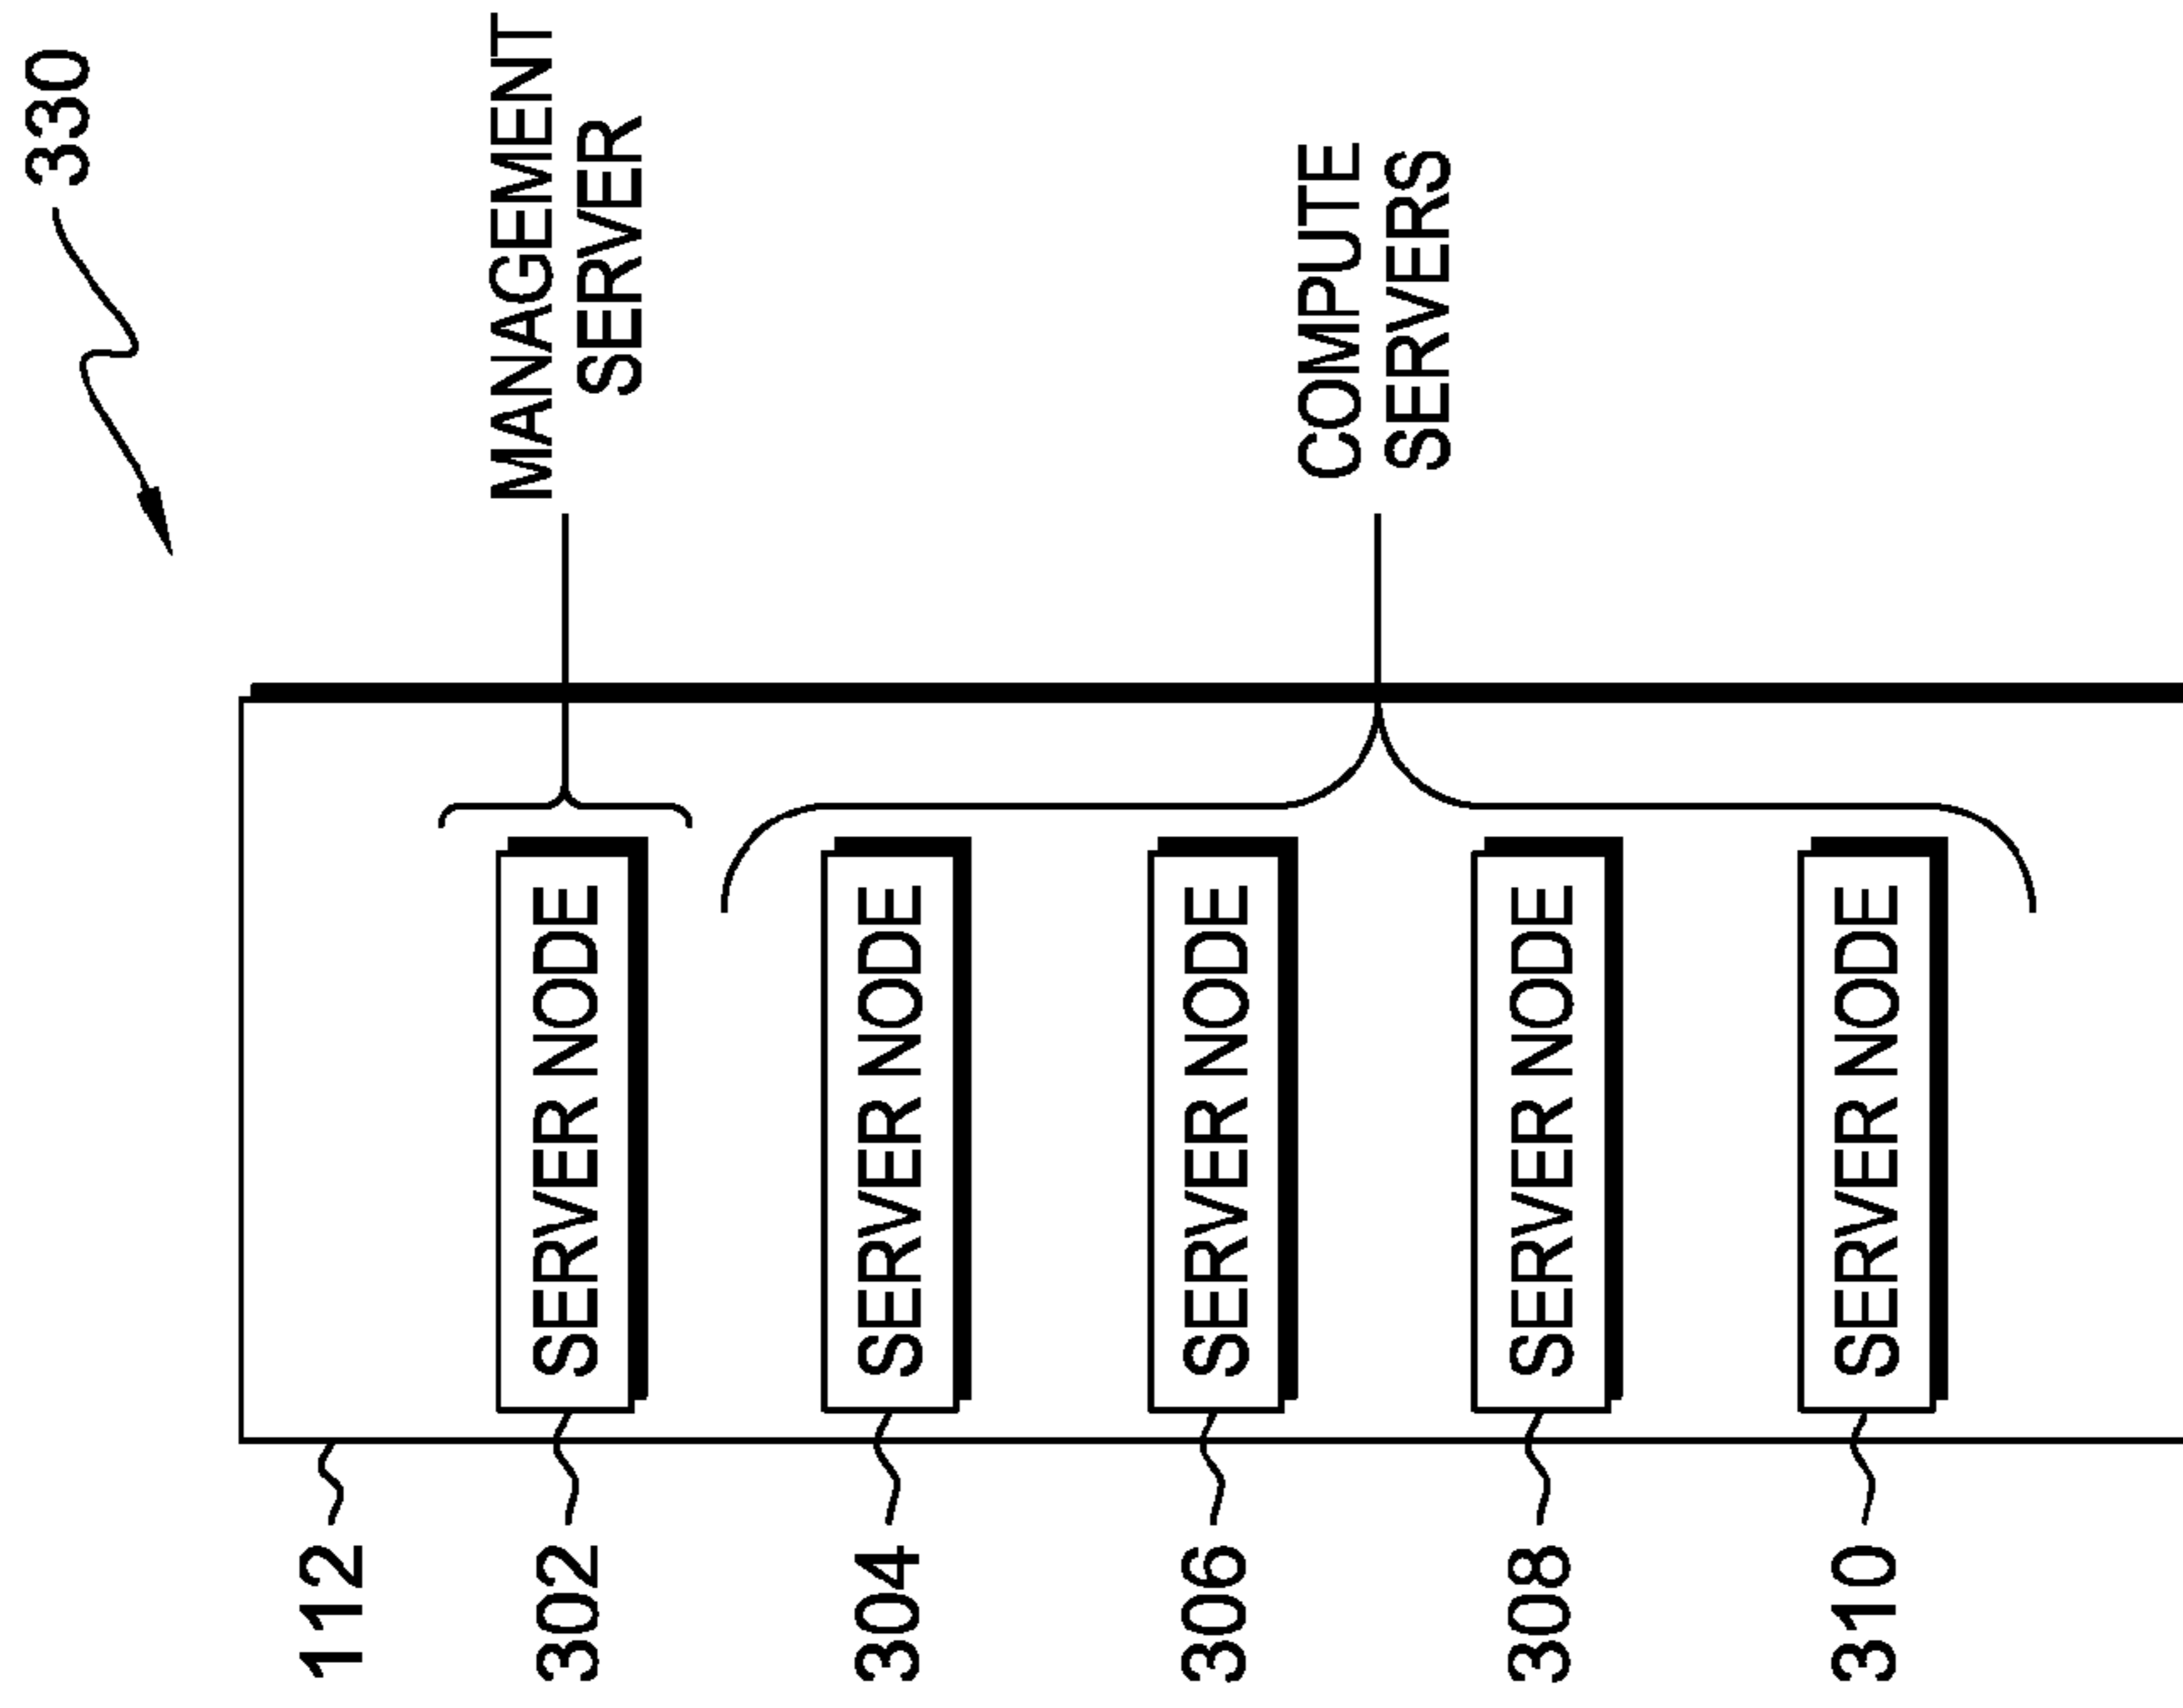 330
112
302
SERVER NODE
MANAGEMENT
SERVER
304
SERVER NODE
306
SERVER NODE
COMPUTE
SERVERS
308
SERVER NODE
310
SERVER NODE